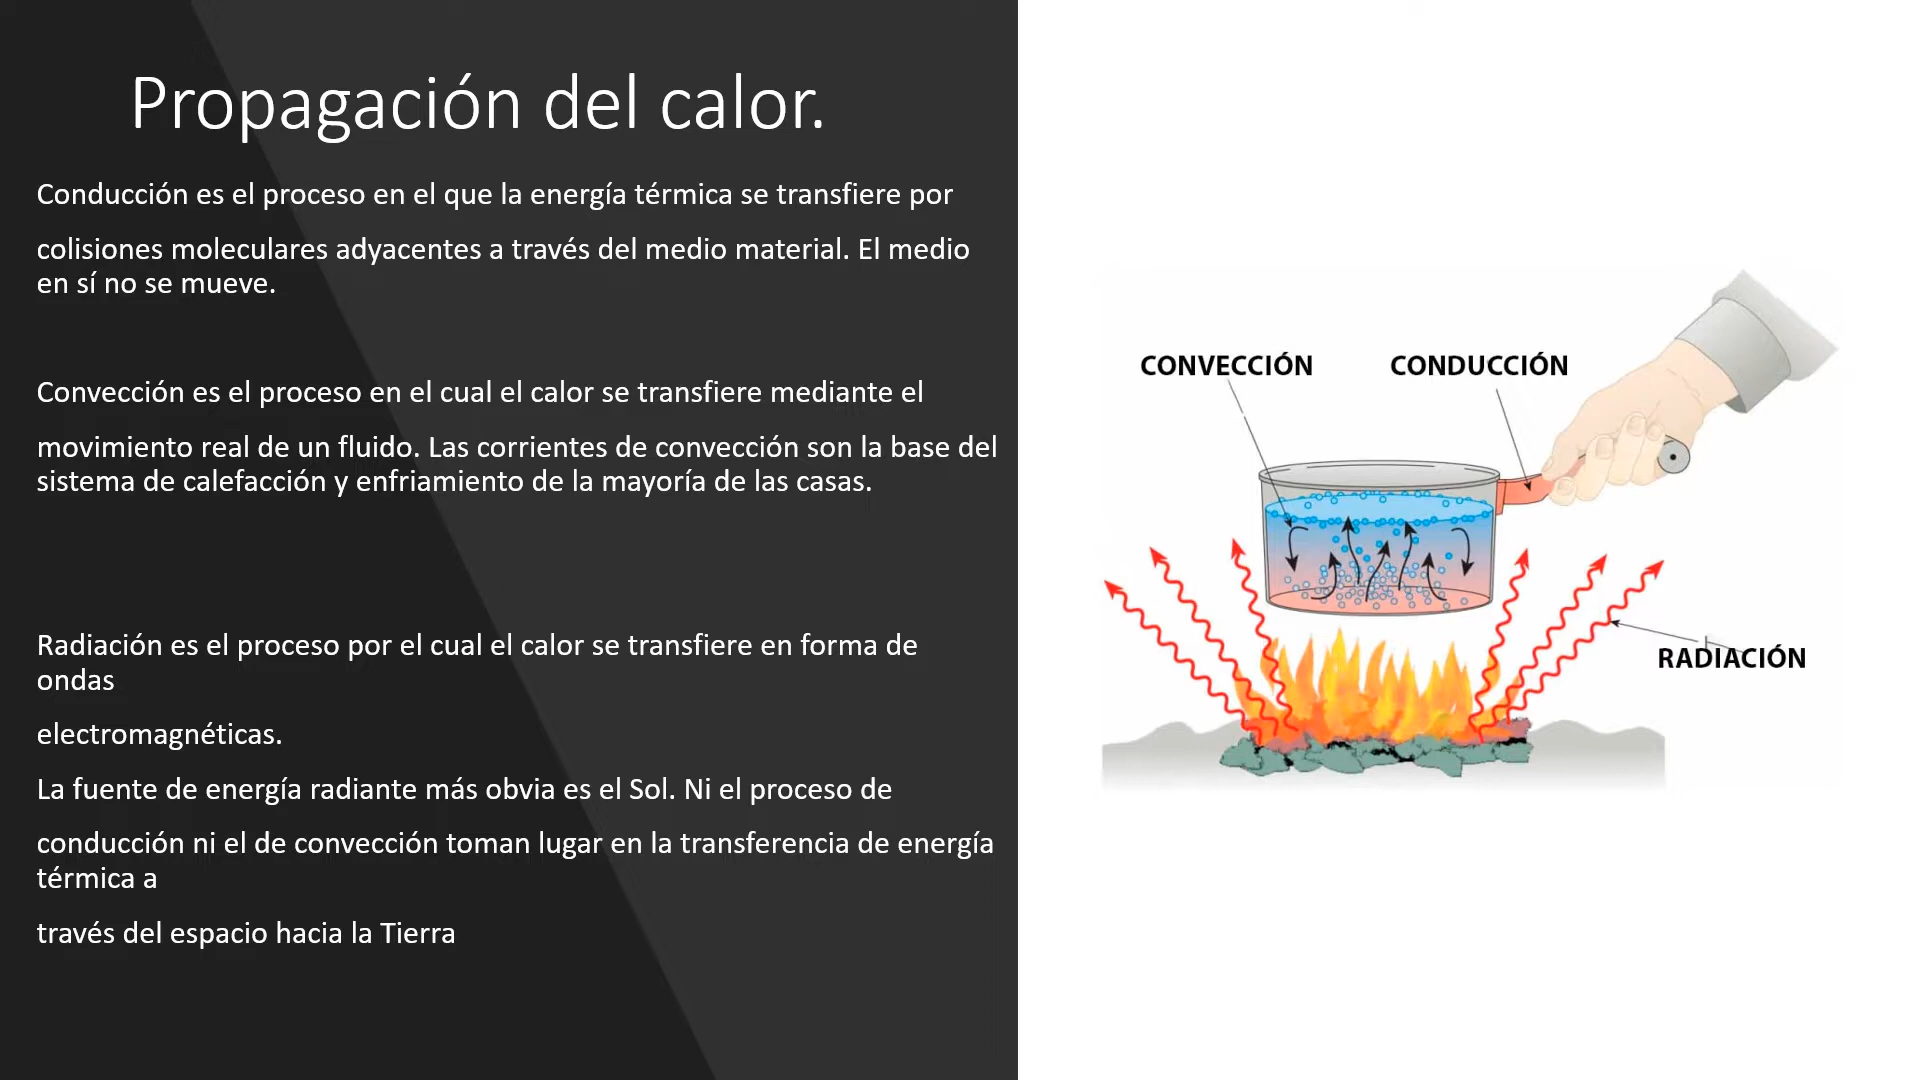 Propagación del calor.
Conducción es el proceso en el que la energía térmica se transfiere por
colisiones moleculares adyacentes a través del medio material. El medio
en sí no se mueve.
Convección es el proceso en el cual el calor se transfiere mediante el
movimiento real de un fluido. Las corrientes de convección son la base del
sistema de calefacción y enfriamiento de la mayoría de las casas.
Radiación es el proceso por el cual el calor se transfiere en forma de
ondas
electromagnéticas.
La fuente de energía radiante más obvia es el Sol. Ni el proceso de
conducción ni el de convección toman lugar en la transferencia de energía
térmica a
través del espacio hacia la Tierra
CONVECCIÓN
CONDUCCIÓN
RADIACIÓN